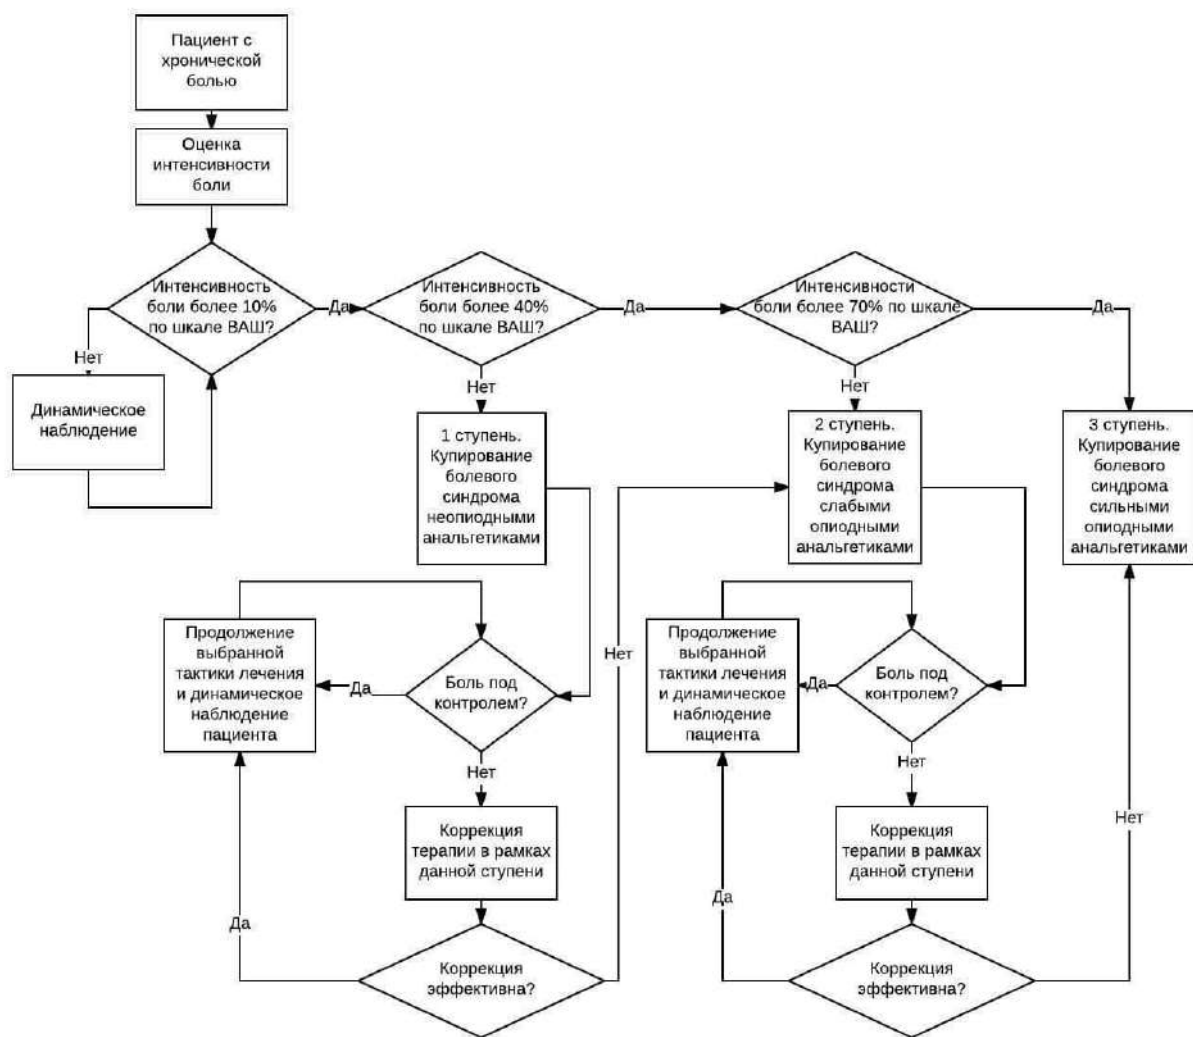 Пациент с
хронической
болью
Оценка
интенсивности
боли
Интенсивность
боли более 10%
по шкале ВАШ?
Да
Интенсивность
боли более 40%
по шкале ВАШ?
Да
Интенсивности
боли более 70% по шкале
ВАШ?
Да
Нет
Нет
Нет
Динамическое
наблюдение
1 ступень.
Купирование
болевого
синдрома
неопиодными
анальгетиками
2 ступень.
Купирование
болевого
синдрома
слабыми
опиодными
анальгетиками
3 ступень.
Купирование
болевого
синдрома
сильными
опиодными
анальгетиками
Продолжение
выбранной
тактики лечения
и динамическое
наблюдение
пациента
Да
Боль под
контролем?
Нет
Продолжение
выбранной
тактики лечения
и динамическое
наблюдение
пациента
Да
Боль под
контролем?
Нет
Нет
Нет
Коррекция
терапии в рамках
данной ступени
Коррекция
терапии в рамках
данной ступени
Да
Да
Коррекция
эффективна?
Коррекция
эффективна?